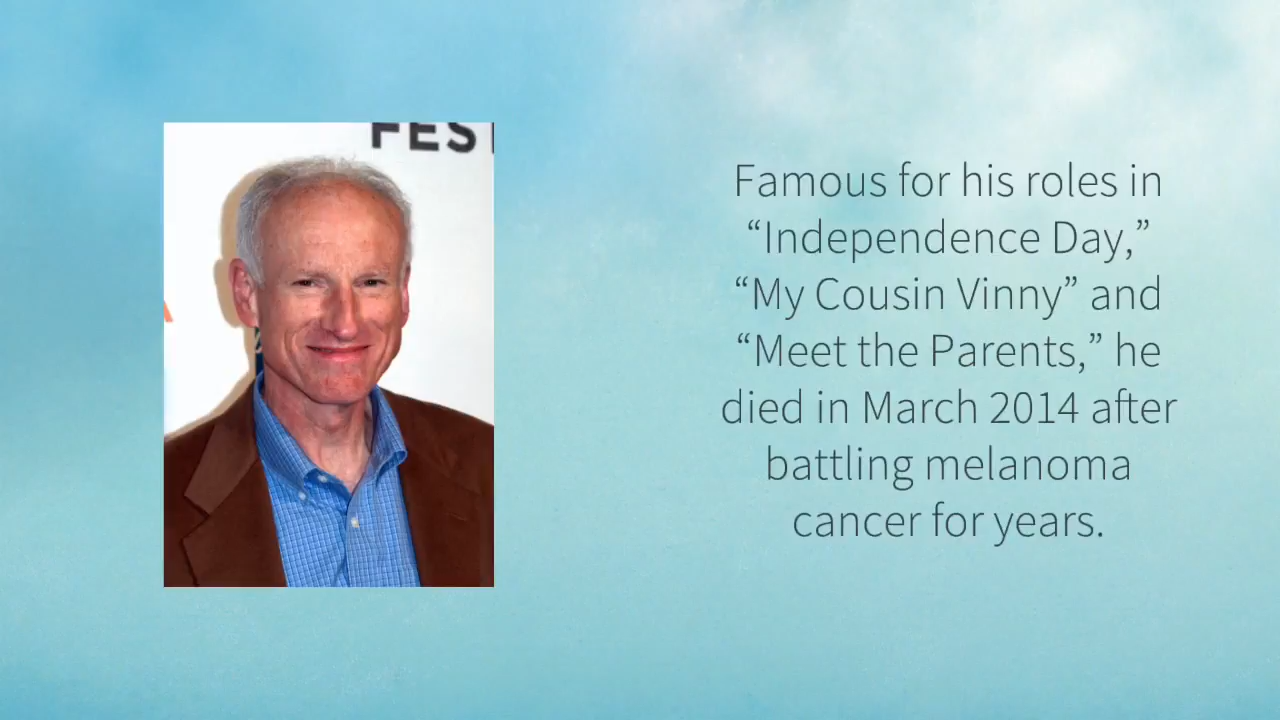 FEST
Famous for his roles in
“Independence Day,”
“My Cousin Vinny” and
“Meet the Parents,” he
died in March 2014 after
battling melanoma
cancer for years.